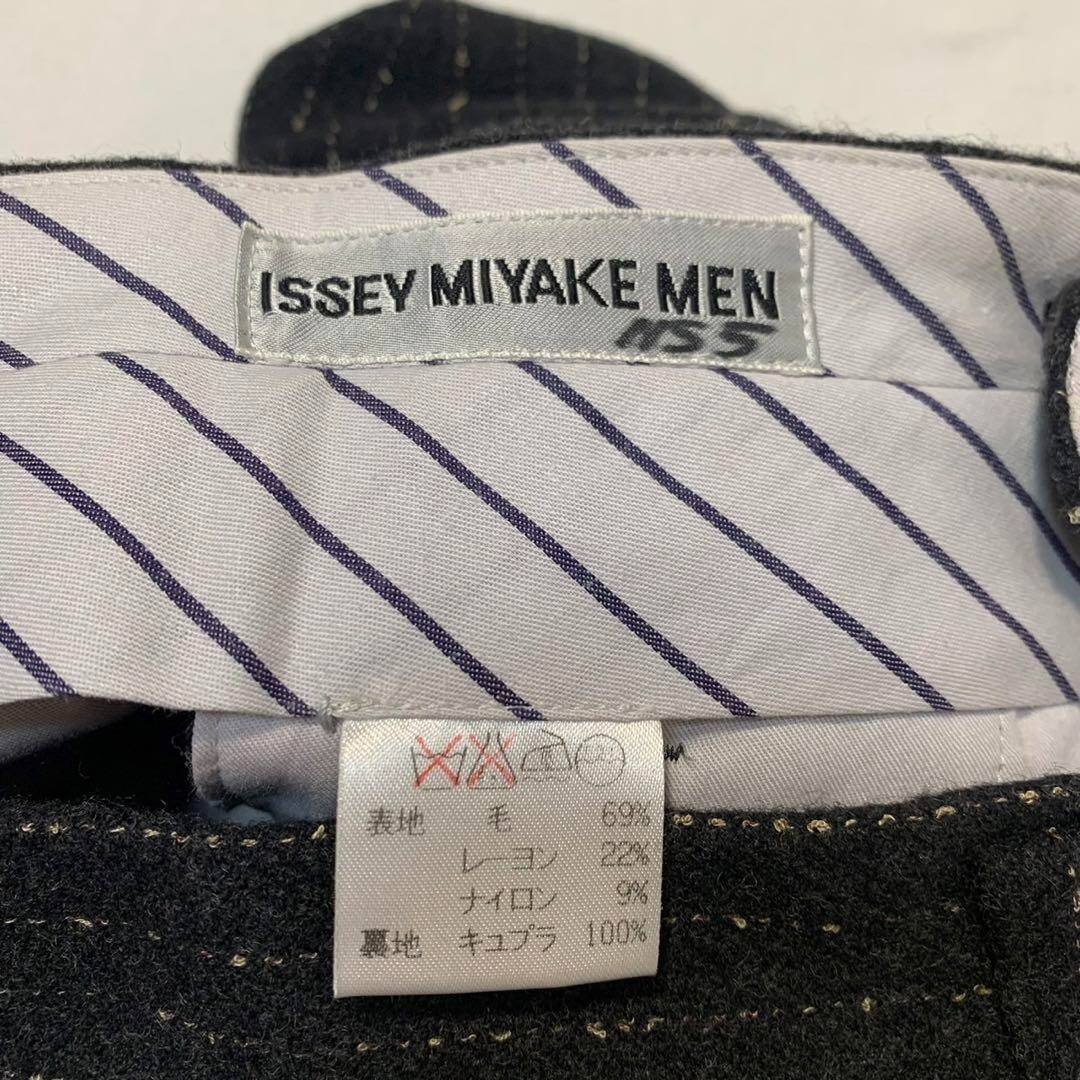 ISSEY MIYAKE MEN
表地 毛 69%
レーヨン 22%
ナイロン 9%
裏地 キュプラ 100%